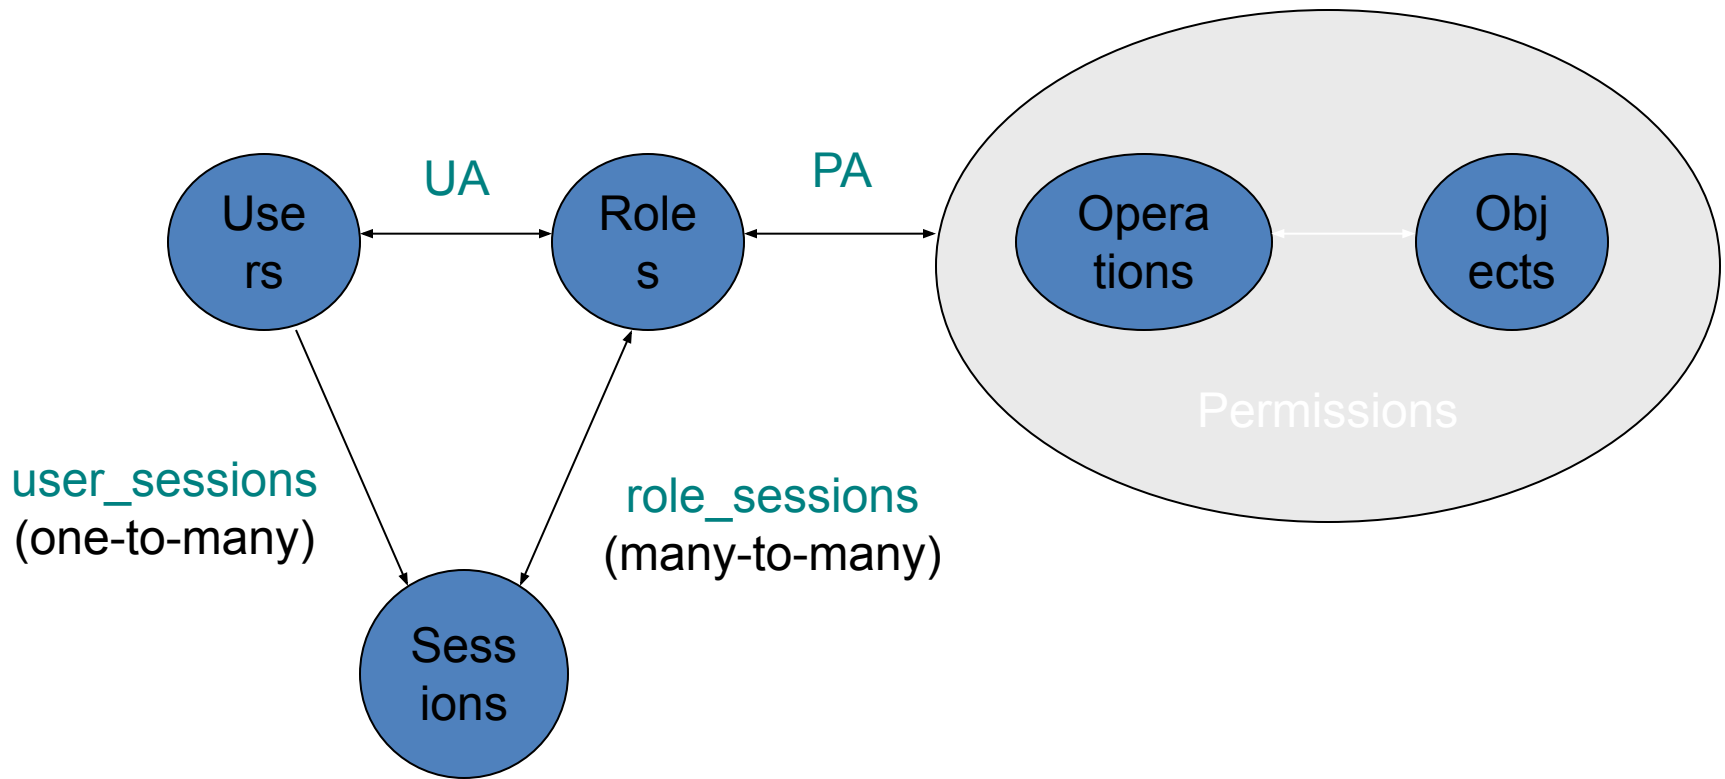 UA
PA
Use
rs
Role
s
Opera
tions
Obj
ects
Permissions
user_sessions
(one-to-many)
role_sessions
(many-to-many)
Sess
ions